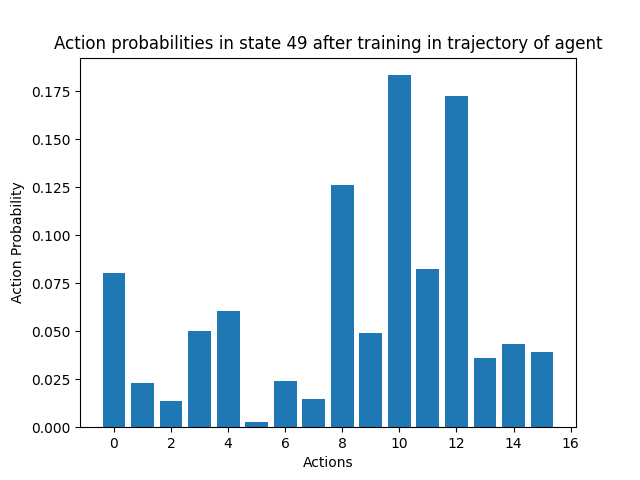 Action probabilities in state 49 after training in trajectory of agent
0.175
0.150
0.125
0.100
0.075
0.050
0.025
0.000
Action Probability
0 2 4 6 8 10 12 14 16
Actions